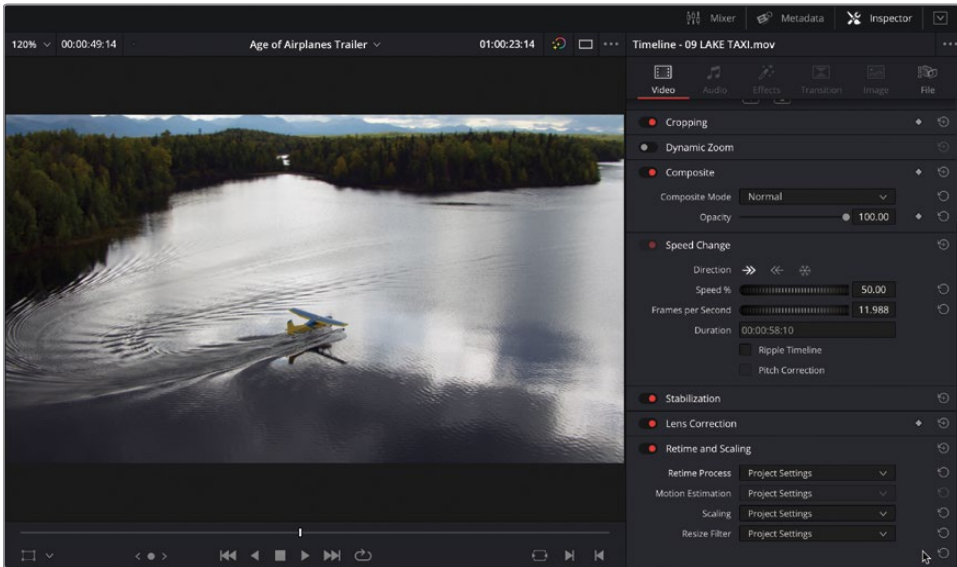 Mixer
Metadata
Inspector
120%
00:00:49:14
Age of Airplanes Trailer
01:00:23:14
Timeline - 09 LAKE TAXI.mov
Video
Audio
Effects
Transition
Image
File
Cropping
Dynamic Zoom
Composite
Composite Mode
Normal
Opacity
100.00
Speed Change
Direction
Speed %
50.00
Frames per Second
11.988
Duration
00:00:58:10
Ripple Timeline
Pitch Correction
Stabilization
Lens Correction
Retime and Scaling
Retime Process
Project Settings
Motion Estimation
Project Settings
Scaling
Project Settings
Resize Filter
Project Settings